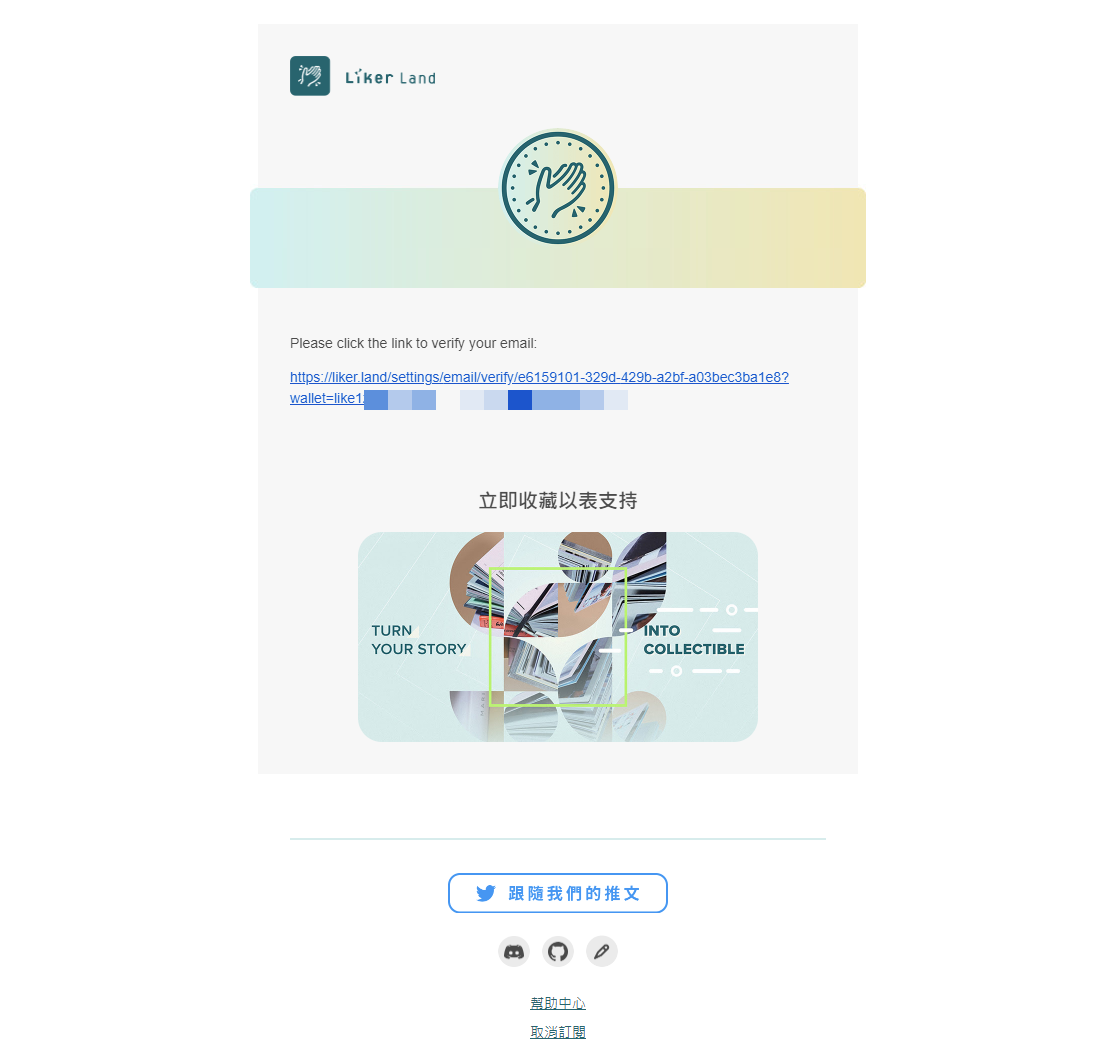 Liker Land
Please click the link to verify your email:
https://liker.land/settings/email/verify/e6159101-329d-429b-a2bf-a03bec3ba1e8?
wallet=like1
立即收藏以表支持
TURN
YOUR STORY
INTO
COLLECTIBLE
跟隨我們的推文
幫助中心
取消訂閱